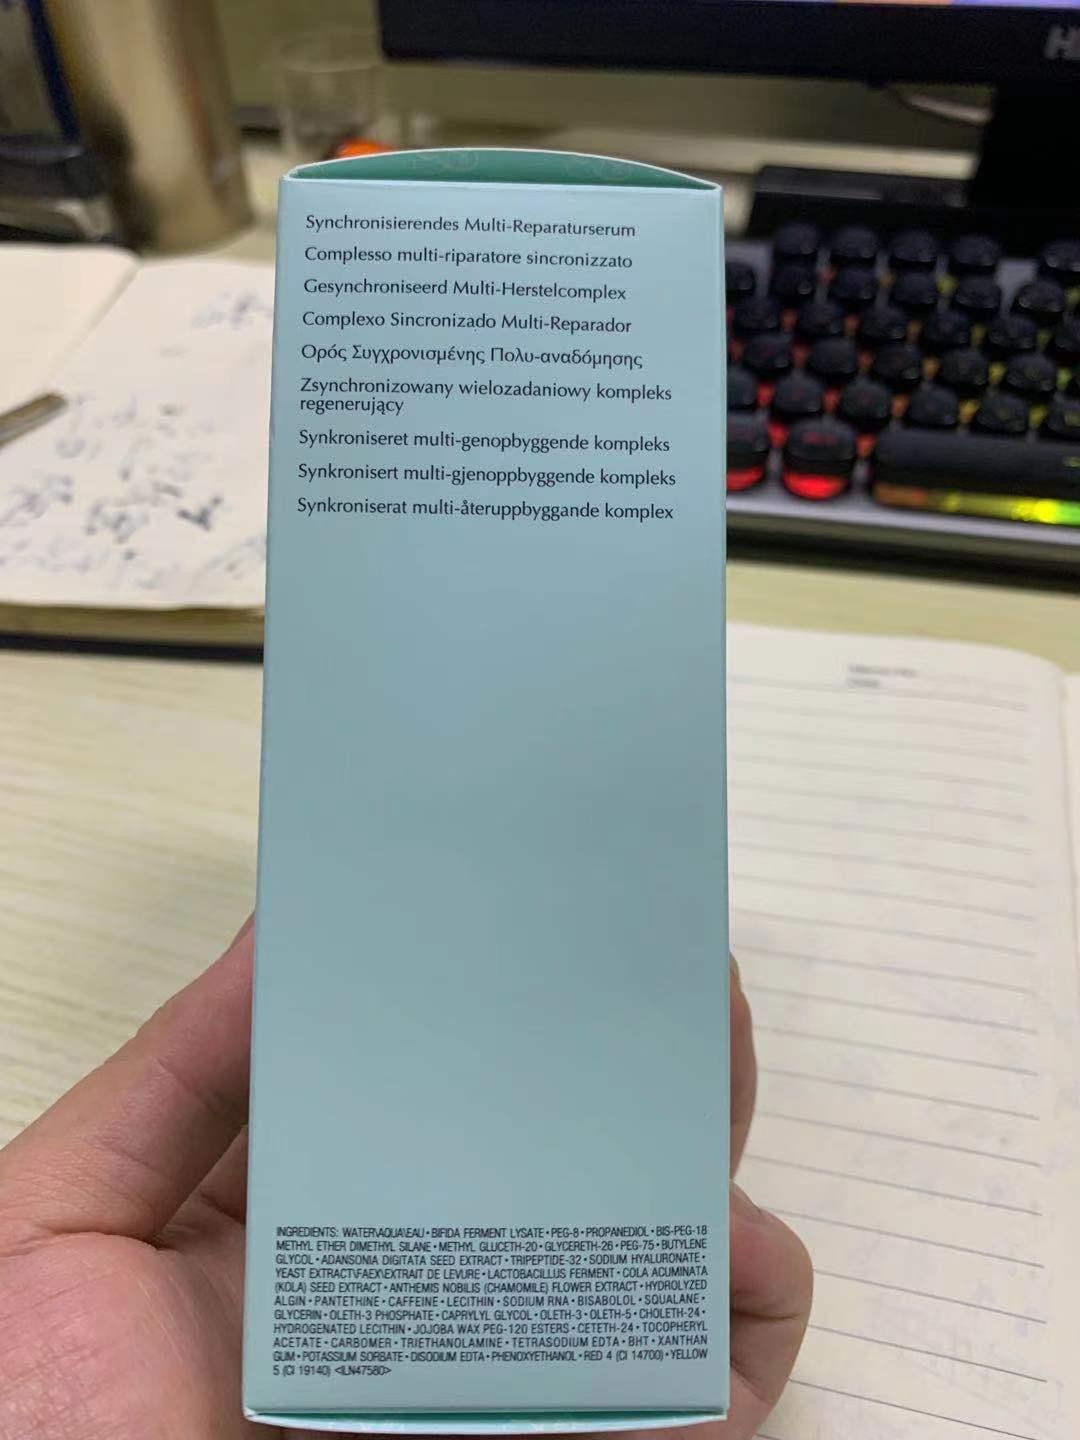 Synchronisierendes Multi-Reparaturserum
Complesso multi-riparatore sincronizzato
Gesynchroniseerd Multi-Herstelcomplex
Complexo Sincronizado Multi-Reparador
Ορός Συγχρονισμένης Πολυ-αναδόμησης
Zsynchronizowany wielozadaniowy kompleks
regenerujący
Synkroniseret multi-genopbyggende kompleks
Synkronisert multi-gjenoppbyggende kompleks
Synkroniserat multi-återuppbyggande komplex
INGREDIENTS: WATER\AQUA\EAU • BIFIDA FERMENT LYSATE • PEG-8 • PROPANEDIOL • BIS-PEG-18
METHYL ETHER DIMETHYL SILANE • METHYL GLUCETH-20 • GLYCERETH-26 • PEG-75 • BUTYLENE
GLYCOL • ADANSONIA DIGITATA SEED EXTRACT • TRIPEPTIDE-32 • SODIUM HYALURONATE •
YEAST EXTRACT\FAEX\EXTRAIT DE LEVURE • LACTOBACILLUS FERMENT • COLA ACUMINATA
(KOLA) SEED EXTRACT • ANTHEMIS NOBILIS (CHAMOMILE) FLOWER EXTRACT • HYDROLYZED
ALGIN • PANTETHINE • CAFFEINE • LECITHIN • SODIUM RNA • BISABOLOL • SQUALANE •
GLYCERIN • OLETH-3 PHOSPHATE • CAPRYLYL GLYCOL • OLETH-3 • OLETH-5 • CHOLETH-24 •
HYDROGENATED LECITHIN • JOJOBA WAX PEG-120 ESTERS • CETETH-24 • TOCOPHERYL
ACETATE • CARBOMER • TRIETHANOLAMINE • TETRASODIUM EDTA • BHT • XANTHAN
GUM • POTASSIUM SORBATE • DISODIUM EDTA • PHENOXYETHANOL • RED 4 (CI 14700) • YELLOW
5 (CI 19140) <ILN47580>